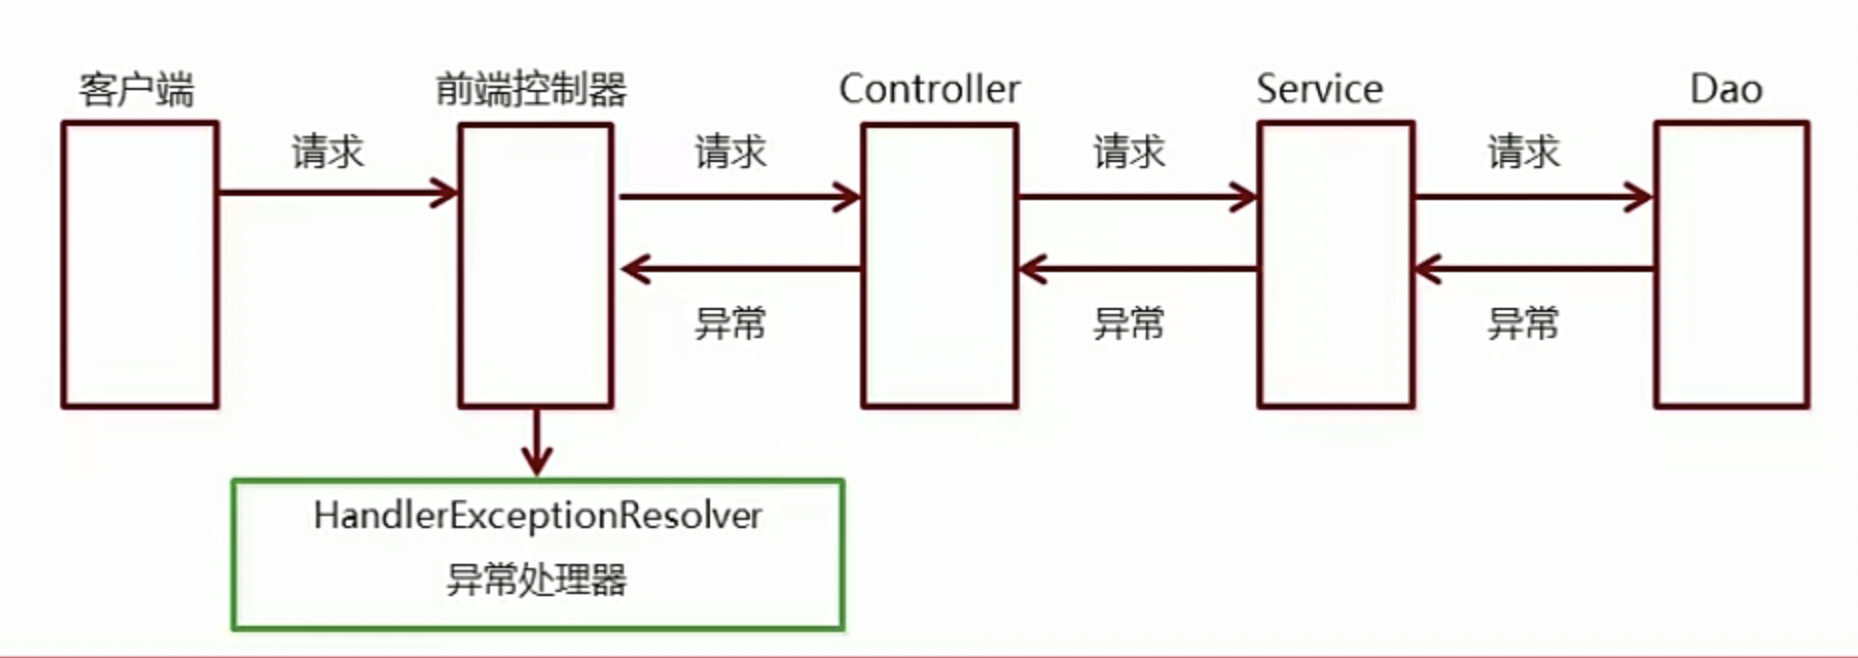 客户端
前端控制器
Controller
Service
Dao
请求
请求
请求
请求
异常
异常
异常
HandlerExceptionResolver
异常处理器